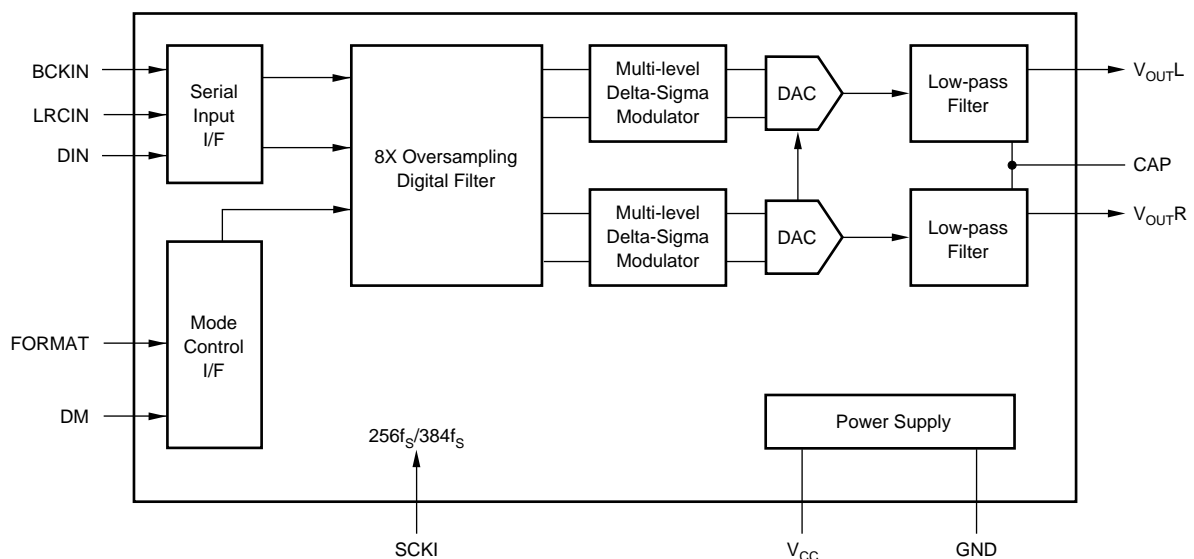 BCKIN
LRCIN
DIN
Serial
Input
I/F
8X Oversampling
Digital Filter
Multi-level
Delta-Sigma
Modulator
DAC
Low-pass
Filter
VOUTL
CAP
Multi-level
Delta-Sigma
Modulator
DAC
Low-pass
Filter
VOUTR
FORMAT
DM
Mode
Control
I/F
256fS/384fS
Power Supply
SCKI
VCC
GND